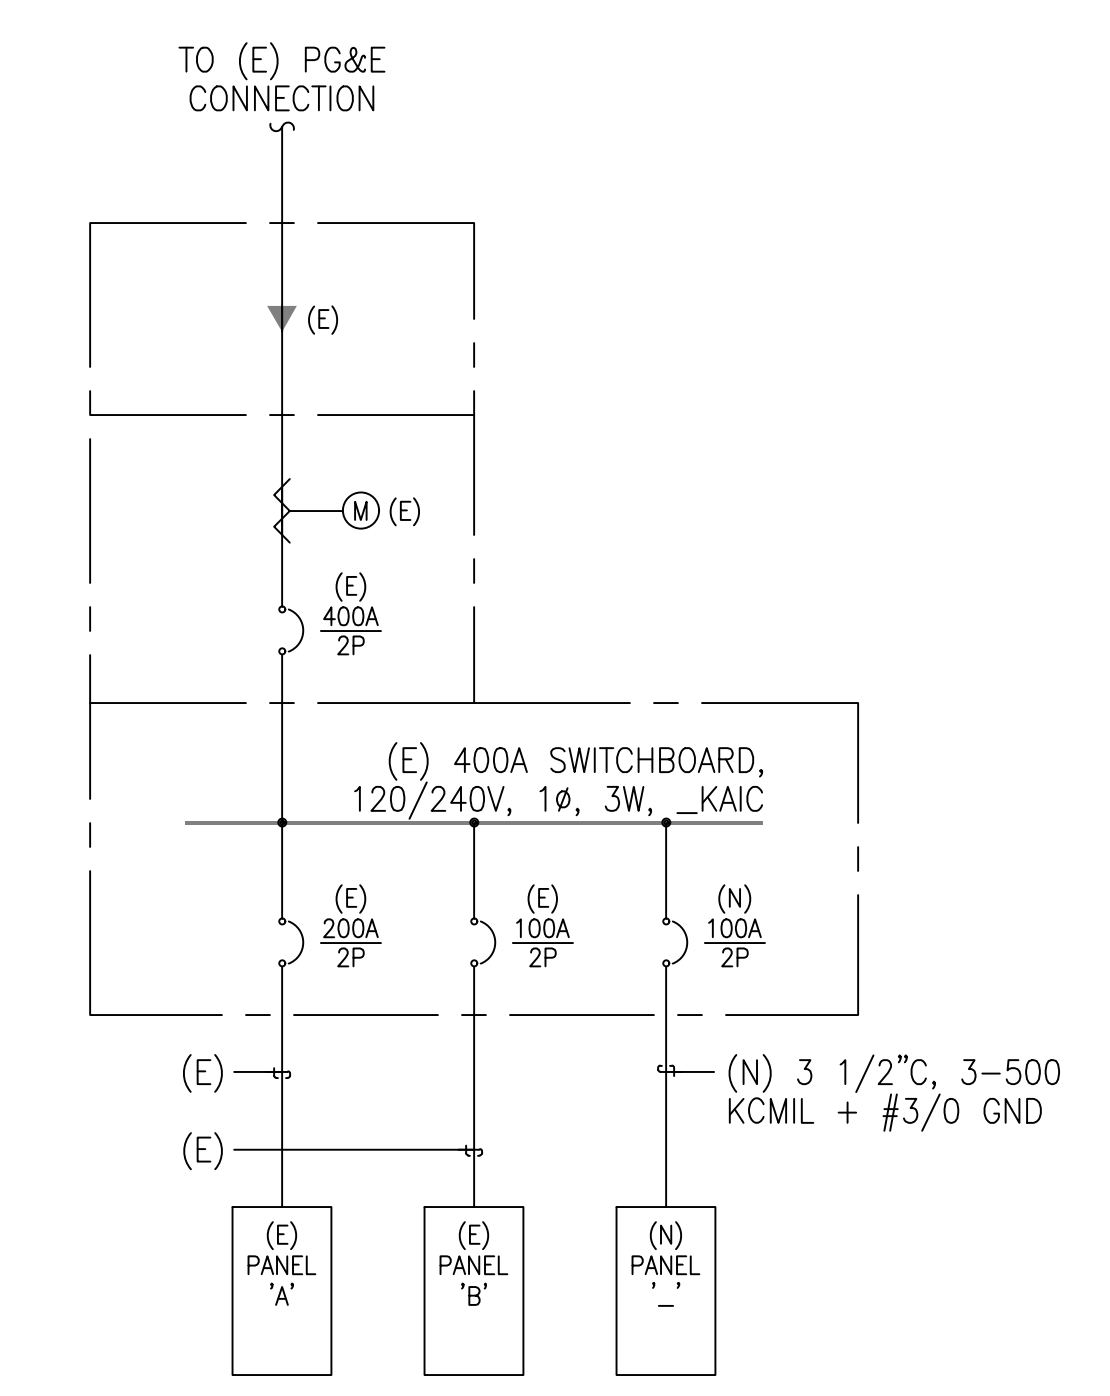 TO (E) PG&E
CONNECTION
(E)
M (E)
(E)
400A
2P
(E) 400A SWITCHBOARD,
120/240V, 1ø, 3W, _KAIC
(E)
200A
2P
(E)
100A
2P
(N)
100A
2P
(E)
(N) 3 1/2"C, 3-500
KCMIL + #3/0 GND
(E)
(E)
PANEL
'A'
(E)
PANEL
'B'
(N)
PANEL
'_'